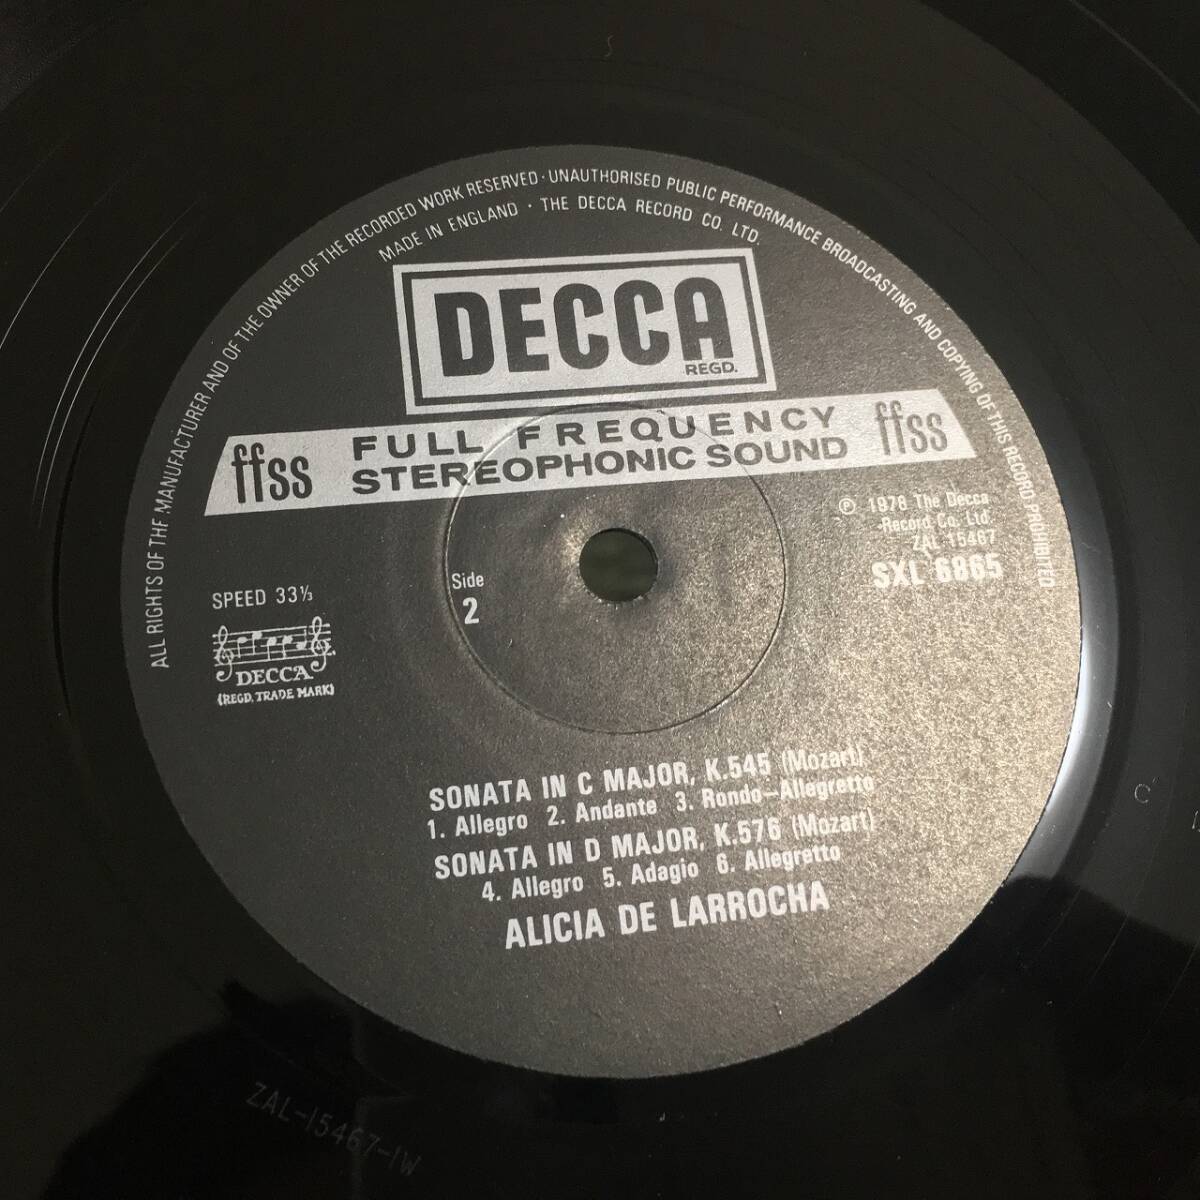 ALL RIGHTS OF THE MANUFACTURER AND OF THE OWNER OF THE RECORDED WORK RESERVED · UNAUTHORISED PUBLIC PERFORMANCE BROADCASTING AND COPYING OF THIS RECORD PROHIBITED
MADE IN ENGLAND · THE DECCA RECORD CO. LTD.
DECCA
REGD.
ffss FULL FREQUENCY STEREOPHONIC SOUND ffss
℗ 1978 The Decca
Record Co. Ltd.
ZAL 15467
SXL 6865
SPEED 33⅓
Side
2
DECCA
(REGD. TRADE MARK)
SONATA IN C MAJOR, K.545 (Mozart)
1. Allegro 2. Andante 3. Rondo–Allegretto
SONATA IN D MAJOR, K.576 (Mozart)
4. Allegro 5. Adagio 6. Allegretto
ALICIA DE LARROCHA
ZAL-15467-1W
C